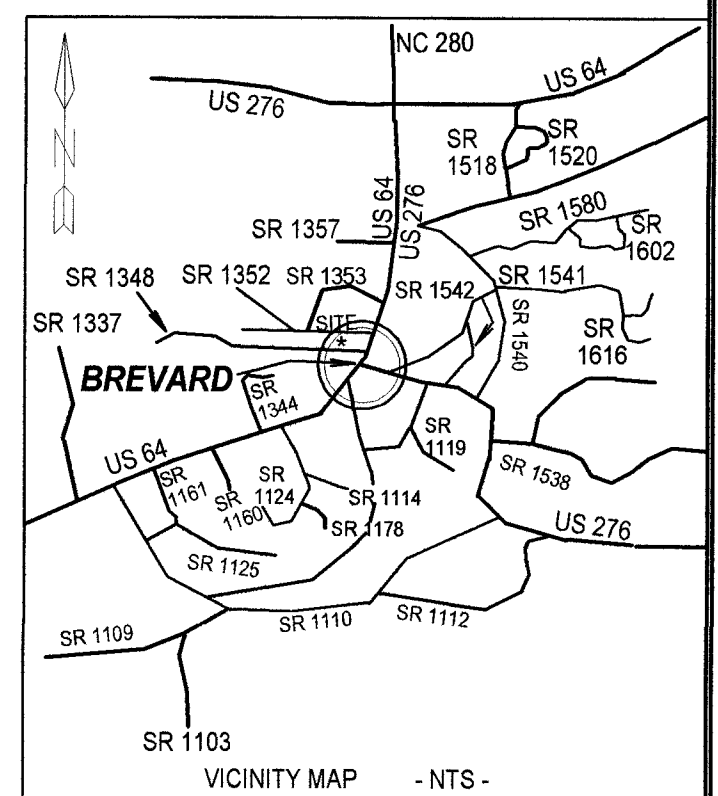 NC 280
US 64
US 276
N
SR
1518
SR
1520
US 64
US 276
SR 1580
SR
1602
SR 1357
SR 1348
SR 1352
SR 1353
SR 1542
SR 1541
SR 1337
SITE
*
SR 1540
SR
1616
BREVARD
SR
1344
SR
1119
US 64
SR
1161
SR
1160
SR
1124
SR 1114
SR 1178
SR 1538
US 276
SR 1125
SR 1110
SR 1112
SR 1109
SR 1103
VICINITY MAP - NTS -